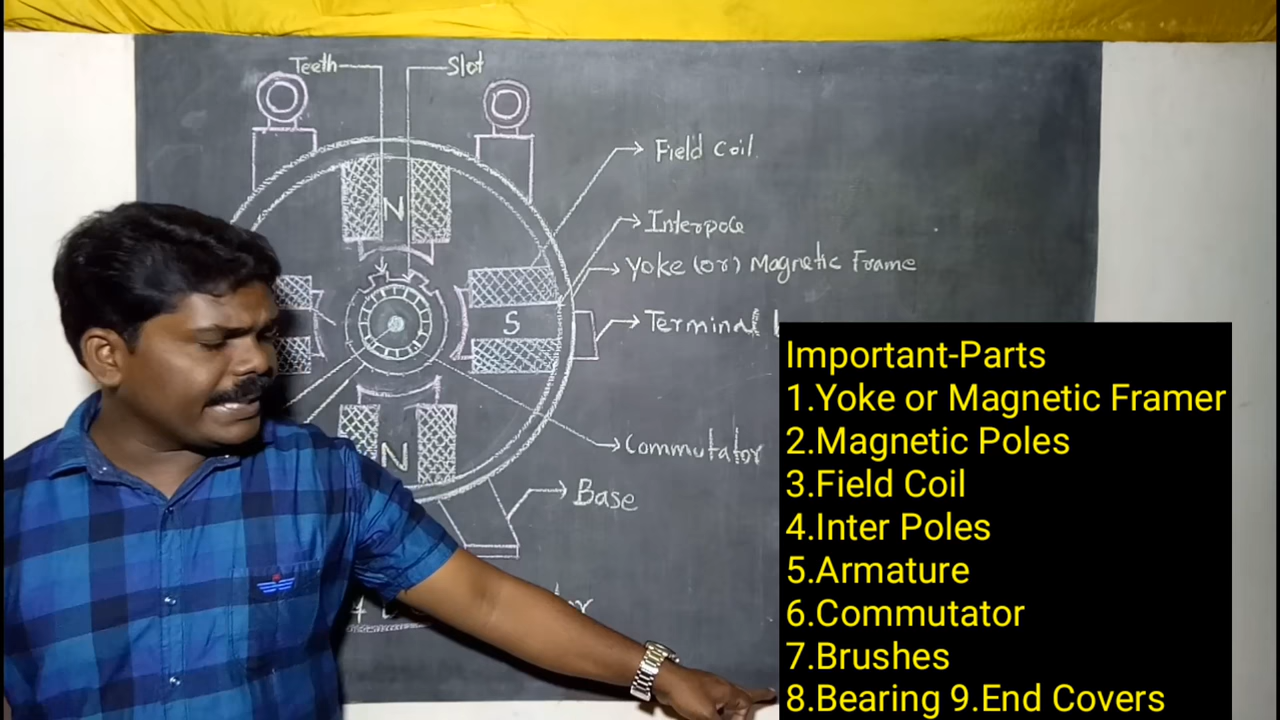 Teeth
Slot
Field Coil
N
Interpole
Yoke (or) Magnetic Frame
S
Terminal
Commutator
N
Base
Important-Parts
1.Yoke or Magnetic Framer
2.Magnetic Poles
3.Field Coil
4.Inter Poles
5.Armature
6.Commutator
7.Brushes
8.Bearing 9.End Covers